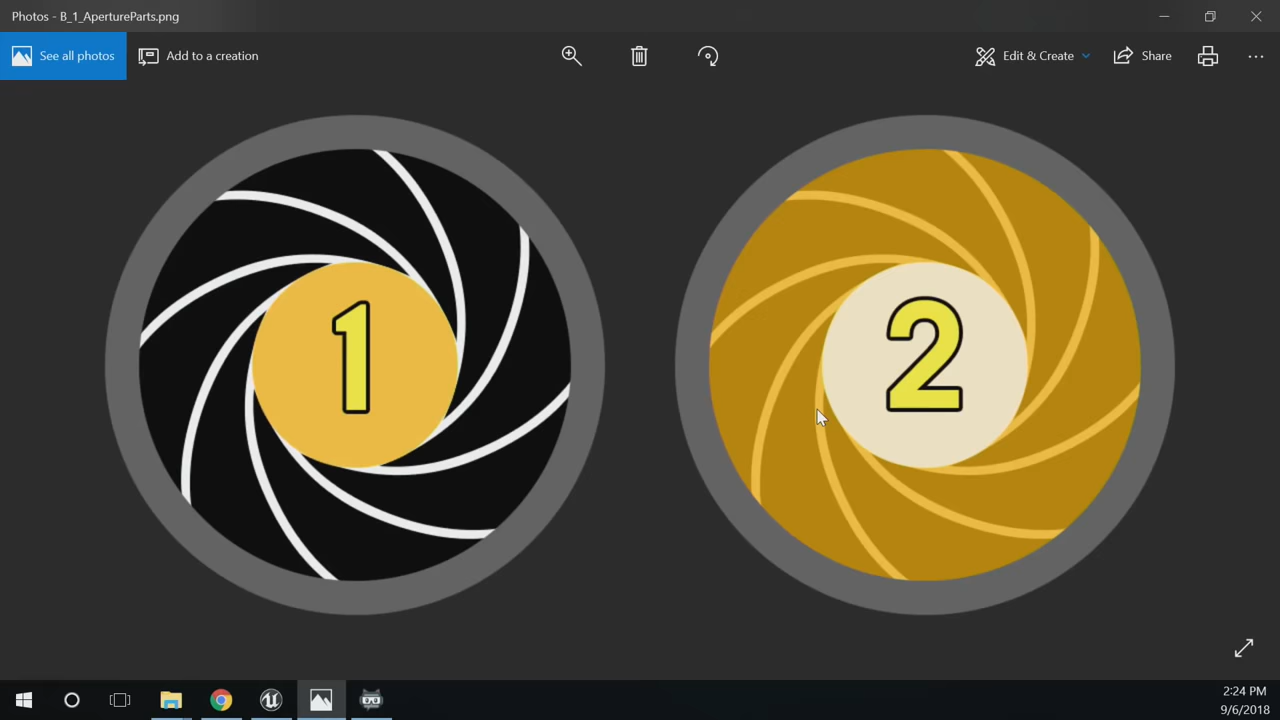 Photos - B_1_ApertureParts.png
See all photos
Add to a creation
Edit & Create
Share
1
2
2:24 PM
9/6/2018